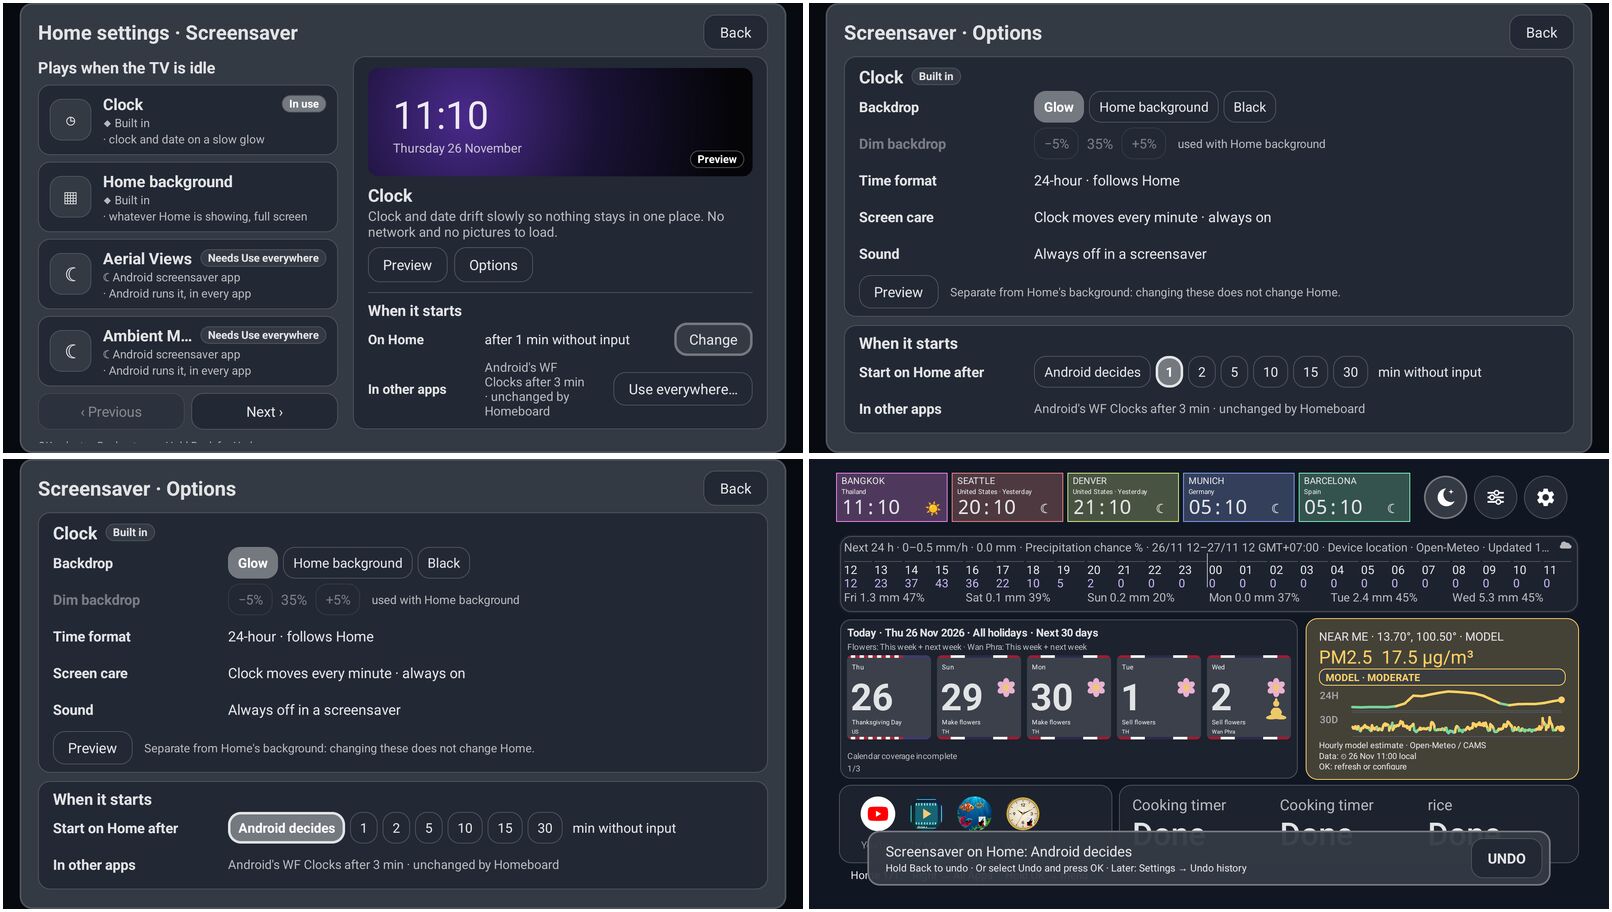 Home settings · Screensaver
Back
Plays when the TV is idle
Clock
In use
◆ Built in
· clock and date on a slow glow
Home background
◆ Built in
· whatever Home is showing, full screen
Aerial Views
Needs Use everywhere
☾ Android screensaver app
· Android runs it, in every app
Ambient M...
Needs Use everywhere
☾ Android screensaver app
· Android runs it, in every app
‹ Previous
Next ›
11:10
Thursday 26 November
Preview
Clock
Clock and date drift slowly so nothing stays in one place. No
network and no pictures to load.
Preview
Options
When it starts
On Home
after 1 min without input
Change
In other apps
Android's WF
Clocks after 3 min
· unchanged by
Homeboard
Use everywhere...
Screensaver · Options
Back
Clock
Built in
Backdrop
Glow
Home background
Black
Dim backdrop
−5%
35%
+5%
used with Home background
Time format
24-hour · follows Home
Screen care
Clock moves every minute · always on
Sound
Always off in a screensaver
Preview
Separate from Home's background: changing these does not change Home.
When it starts
Start on Home after
Android decides
1
2
5
10
15
30
min without input
In other apps
Android's WF Clocks after 3 min · unchanged by Homeboard
Screensaver · Options
Back
Clock
Built in
Backdrop
Glow
Home background
Black
Dim backdrop
−5%
35%
+5%
used with Home background
Time format
24-hour · follows Home
Screen care
Clock moves every minute · always on
Sound
Always off in a screensaver
Preview
Separate from Home's background: changing these does not change Home.
When it starts
Start on Home after
Android decides
1
2
5
10
15
30
min without input
In other apps
Android's WF Clocks after 3 min · unchanged by Homeboard
BANGKOK
Thailand
11:10
SEATTLE
United States · Yesterday
20:10
DENVER
United States · Yesterday
21:10
MUNICH
Germany
05:10
BARCELONA
Spain
05:10
Next 24 h · 0–0.5 mm/h · 0.0 mm · Precipitation chance % · 26/11 12–27/11 12 GMT+07:00 · Device location · Open-Meteo · Updated 1...
12 13 14 15 16 17 18 19 20 21 22 23 00 01 02 03 04 05 06 07 08 09 10 11
12 23 37 43 36 22 10 5 2 0 0 0 0 0 0 0 0 0 0 0 0 0 0 0
Fri 1.3 mm 47% Sat 0.1 mm 39% Sun 0.2 mm 20% Mon 0.0 mm 37% Tue 2.4 mm 45% Wed 5.3 mm 45%
Today · Thu 26 Nov 2026 · All holidays · Next 30 days
Flowers: This week + next week · Wan Phra: This week + next week
Thu
26
Thanksgiving Day
US
Sun
29
Make flowers
TH
Mon
30
Make flowers
TH
Tue
1
Sell flowers
TH
Wed
2
Sell flowers
Wan Phra
Calendar coverage incomplete
1/3
NEAR ME · 13.70°, 100.50° · MODEL
PM2.5 17.5 µg/m³
MODEL · MODERATE
24H
30D
Hourly model estimate · Open-Meteo / CAMS
Data: ⏲ 26 Nov 11:00 local
OK: refresh or configure
Cooking timer
Done
Cooking timer
Done
rice
Done
Screensaver on Home: Android decides
Hold Back to undo · Or select Undo and press OK · Later: Settings → Undo history
UNDO